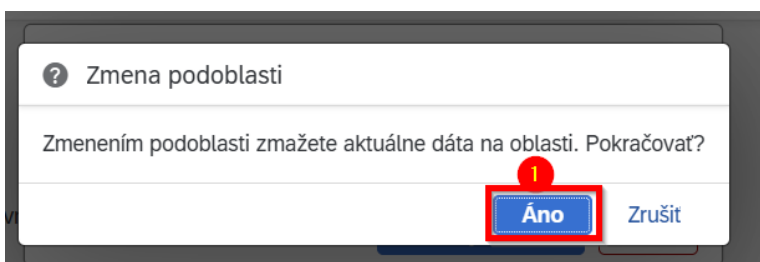 Zmena podoblasti
Zmenením podoblasti zmažete aktuálne dáta na oblasti. Pokračovať?
1
Áno Zrušiť